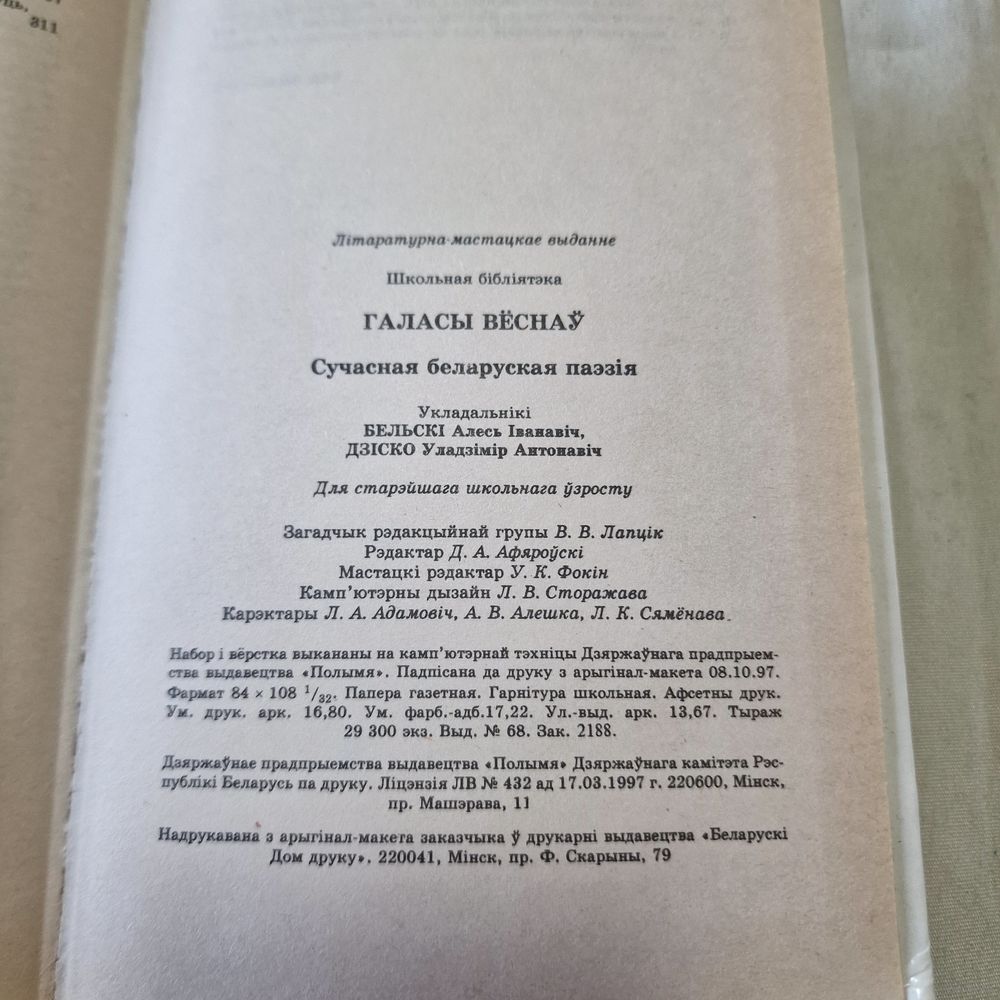 311
Літаратурна-мастацкае выданне
Школьная бібліятэка
ГАЛАСЫ ВЁСНАЎ
Сучасная беларуская паэзія
Укладальнікі
БЕЛЬСКІ Алесь Іванавіч,
ДЗІСКО Уладзімір Антонавіч
Для старэйшага школьнага ўзросту
Загадчык рэдакцыйнай групы В. В. Лапцік
Рэдактар Д. А. Афяроўскі
Мастацкі рэдактар У. К. Фокін
Камп’ютэрны дызайн Л. В. Сторажава
Карэктары Л. А. Адамовіч, А. В. Алешка, Л. К. Сямёнава.
Набор і вёрстка выкананы на камп’ютэрнай тэхніцы Дзяржаўнага прадпрыем-
ства выдавецтва «Полымя». Падпісана да друку з арыгінал-макета 08.10.97.
Фармат 84 × 108 1/32. Папера газетная. Гарнітура школьная. Афсетны друк.
Ум. друк. арк. 16,80. Ум. фарб.-адб.17,22. Ул.-выд. арк. 13,67. Тыраж
29 300 экз. Выд. № 68. Зак. 2188.
Дзяржаўнае прадпрыемства выдавецтва «Полымя» Дзяржаўнага камітэта Рэс-
публікі Беларусь па друку. Ліцэнзія ЛВ № 432 ад 17.03.1997 г. 220600, Мінск,
пр. Машэрава, 11
Надрукавана з арыгінал-макета заказчыка ў друкарні выдавецтва «Беларускі
Дом друку». 220041, Мінск, пр. Ф. Скарыны, 79